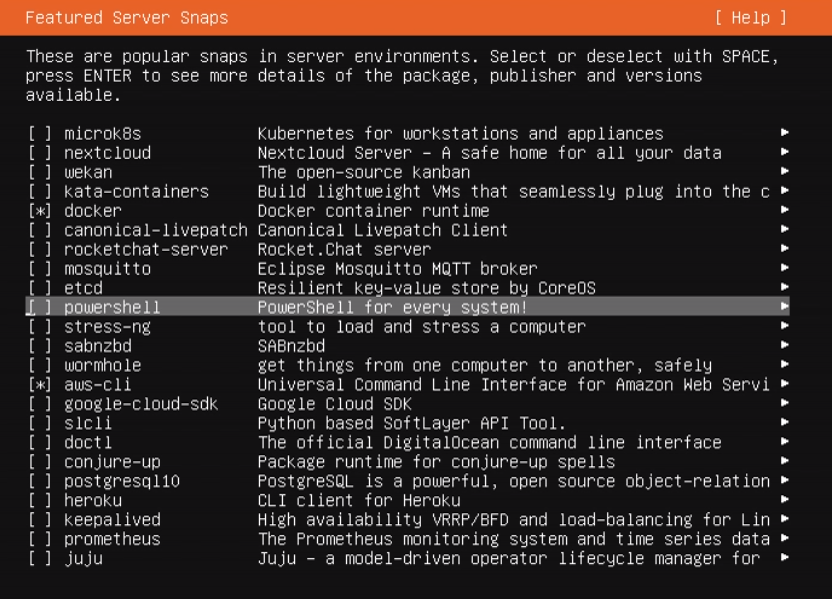 Featured Server Snaps [ Help ]
These are popular snaps in server environments. Select or deselect with SPACE,
press ENTER to see more details of the package, publisher and versions
available.
[ ] microk8s Kubernetes for workstations and appliances ▸
[ ] nextcloud Nextcloud Server - A safe home for all your data ▸
[ ] wekan The open-source kanban ▸
[ ] kata-containers Build lightweight VMs that seamlessly plug into the c ▸
[*] docker Docker container runtime ▸
[ ] canonical-livepatch Canonical Livepatch Client ▸
[ ] rocketchat-server Rocket.Chat server ▸
[ ] mosquitto Eclipse Mosquitto MQTT broker ▸
[ ] etcd Resilient key-value store by CoreOS ▸
[ ] powershell PowerShell for every system! ▸
[ ] stress-ng tool to load and stress a computer ▸
[ ] sabnzbd SABnzbd ▸
[ ] wormhole get things from one computer to another, safely ▸
[*] aws-cli Universal Command Line Interface for Amazon Web Servi ▸
[ ] google-cloud-sdk Google Cloud SDK ▸
[ ] slcli Python based SoftLayer API Tool. ▸
[ ] doctl The official DigitalOcean command line interface ▸
[ ] conjure-up Package runtime for conjure-up spells ▸
[ ] postgresql10 PostgreSQL is a powerful, open source object-relation ▸
[ ] heroku CLI client for Heroku ▸
[ ] keepalived High availability VRRP/BFD and load-balancing for Lin ▸
[ ] prometheus The Prometheus monitoring system and time series data ▸
[ ] juju Juju - a model-driven operator lifecycle manager for ▸